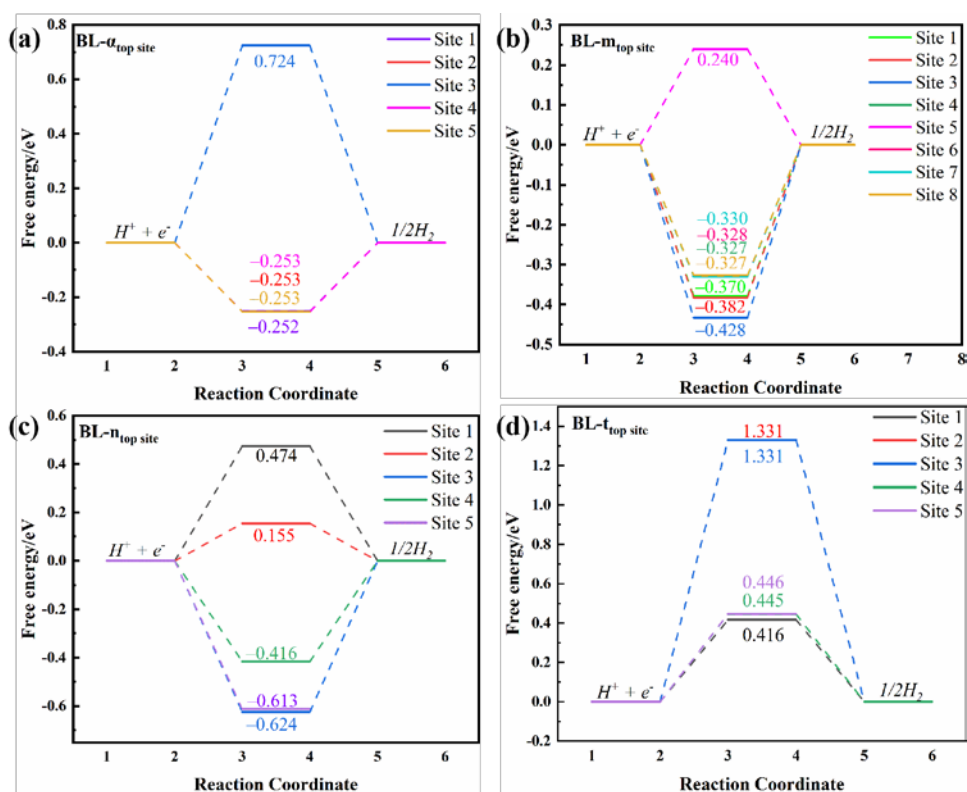 (a)
BL-α top site
Free energy/eV
0.8
0.6
0.4
0.2
0.0
-0.2
-0.4
0.724
H⁺ + e⁻
1/2H₂
–0.253
–0.253
–0.253
–0.252
Site 1
Site 2
Site 3
Site 4
Site 5
1 2 3 4 5 6
Reaction Coordinate
(b)
BL-m top site
Free energy/eV
0.3
0.2
0.1
0.0
-0.1
-0.2
-0.3
-0.4
-0.5
0.240
H⁺ + e⁻
1/2H₂
–0.330
–0.328
–0.327
–0.327
–0.370
–0.382
–0.428
Site 1
Site 2
Site 3
Site 4
Site 5
Site 6
Site 7
Site 8
1 2 3 4 5 6 7 8
Reaction Coordinate
(c)
BL-n top site
Free energy/eV
0.6
0.4
0.2
0.0
-0.2
-0.4
-0.6
0.474
0.155
H⁺ + e⁻
1/2H₂
–0.416
–0.613
–0.624
Site 1
Site 2
Site 3
Site 4
Site 5
1 2 3 4 5 6
Reaction Coordinate
(d)
BL-t top site
Free energy/eV
1.4
1.2
1.0
0.8
0.6
0.4
0.2
0.0
-0.2
1.331
1.331
0.446
0.445
0.416
H⁺ + e⁻
1/2H₂
Site 1
Site 2
Site 3
Site 4
Site 5
1 2 3 4 5 6
Reaction Coordinate